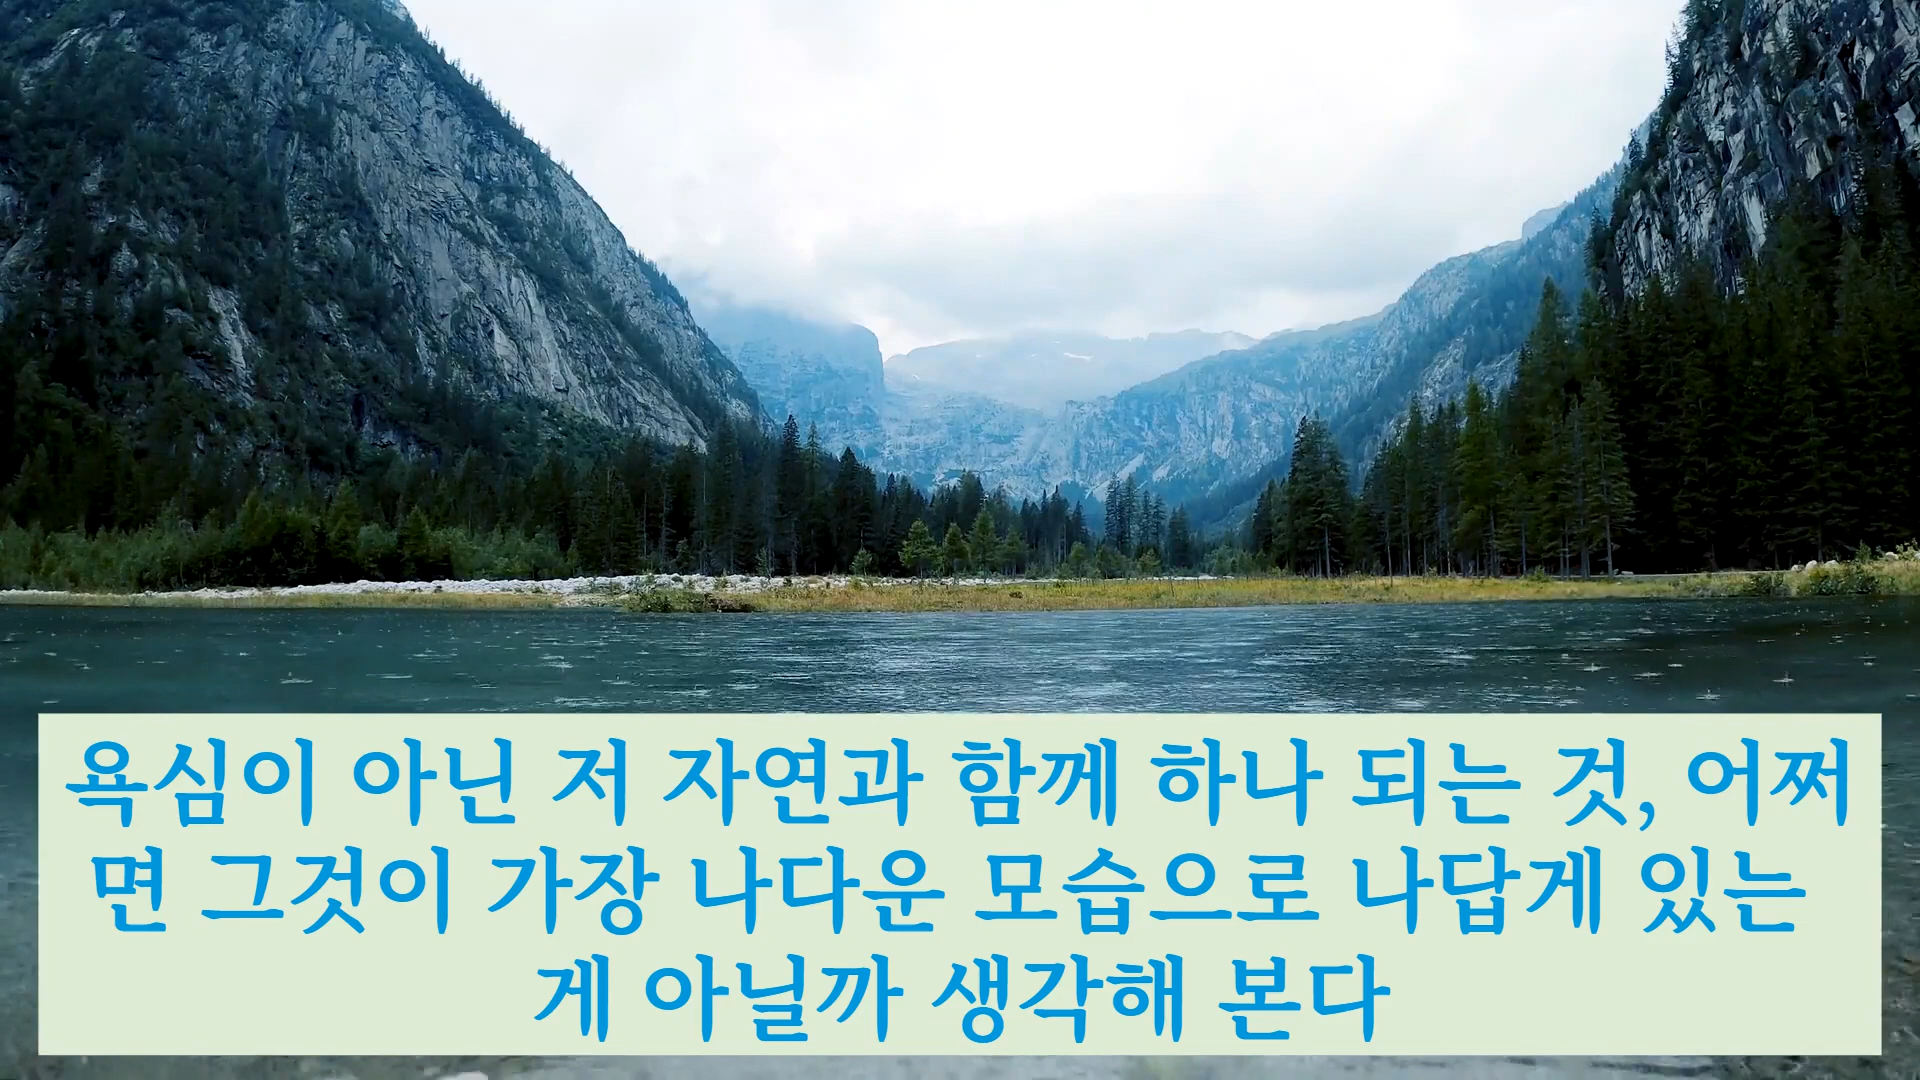 욕심이 아닌 저 자연과 함께 하나 되는 것, 어쩌
면 그것이 가장 나다운 모습으로 나답게 있는
게 아닐까 생각해 본다